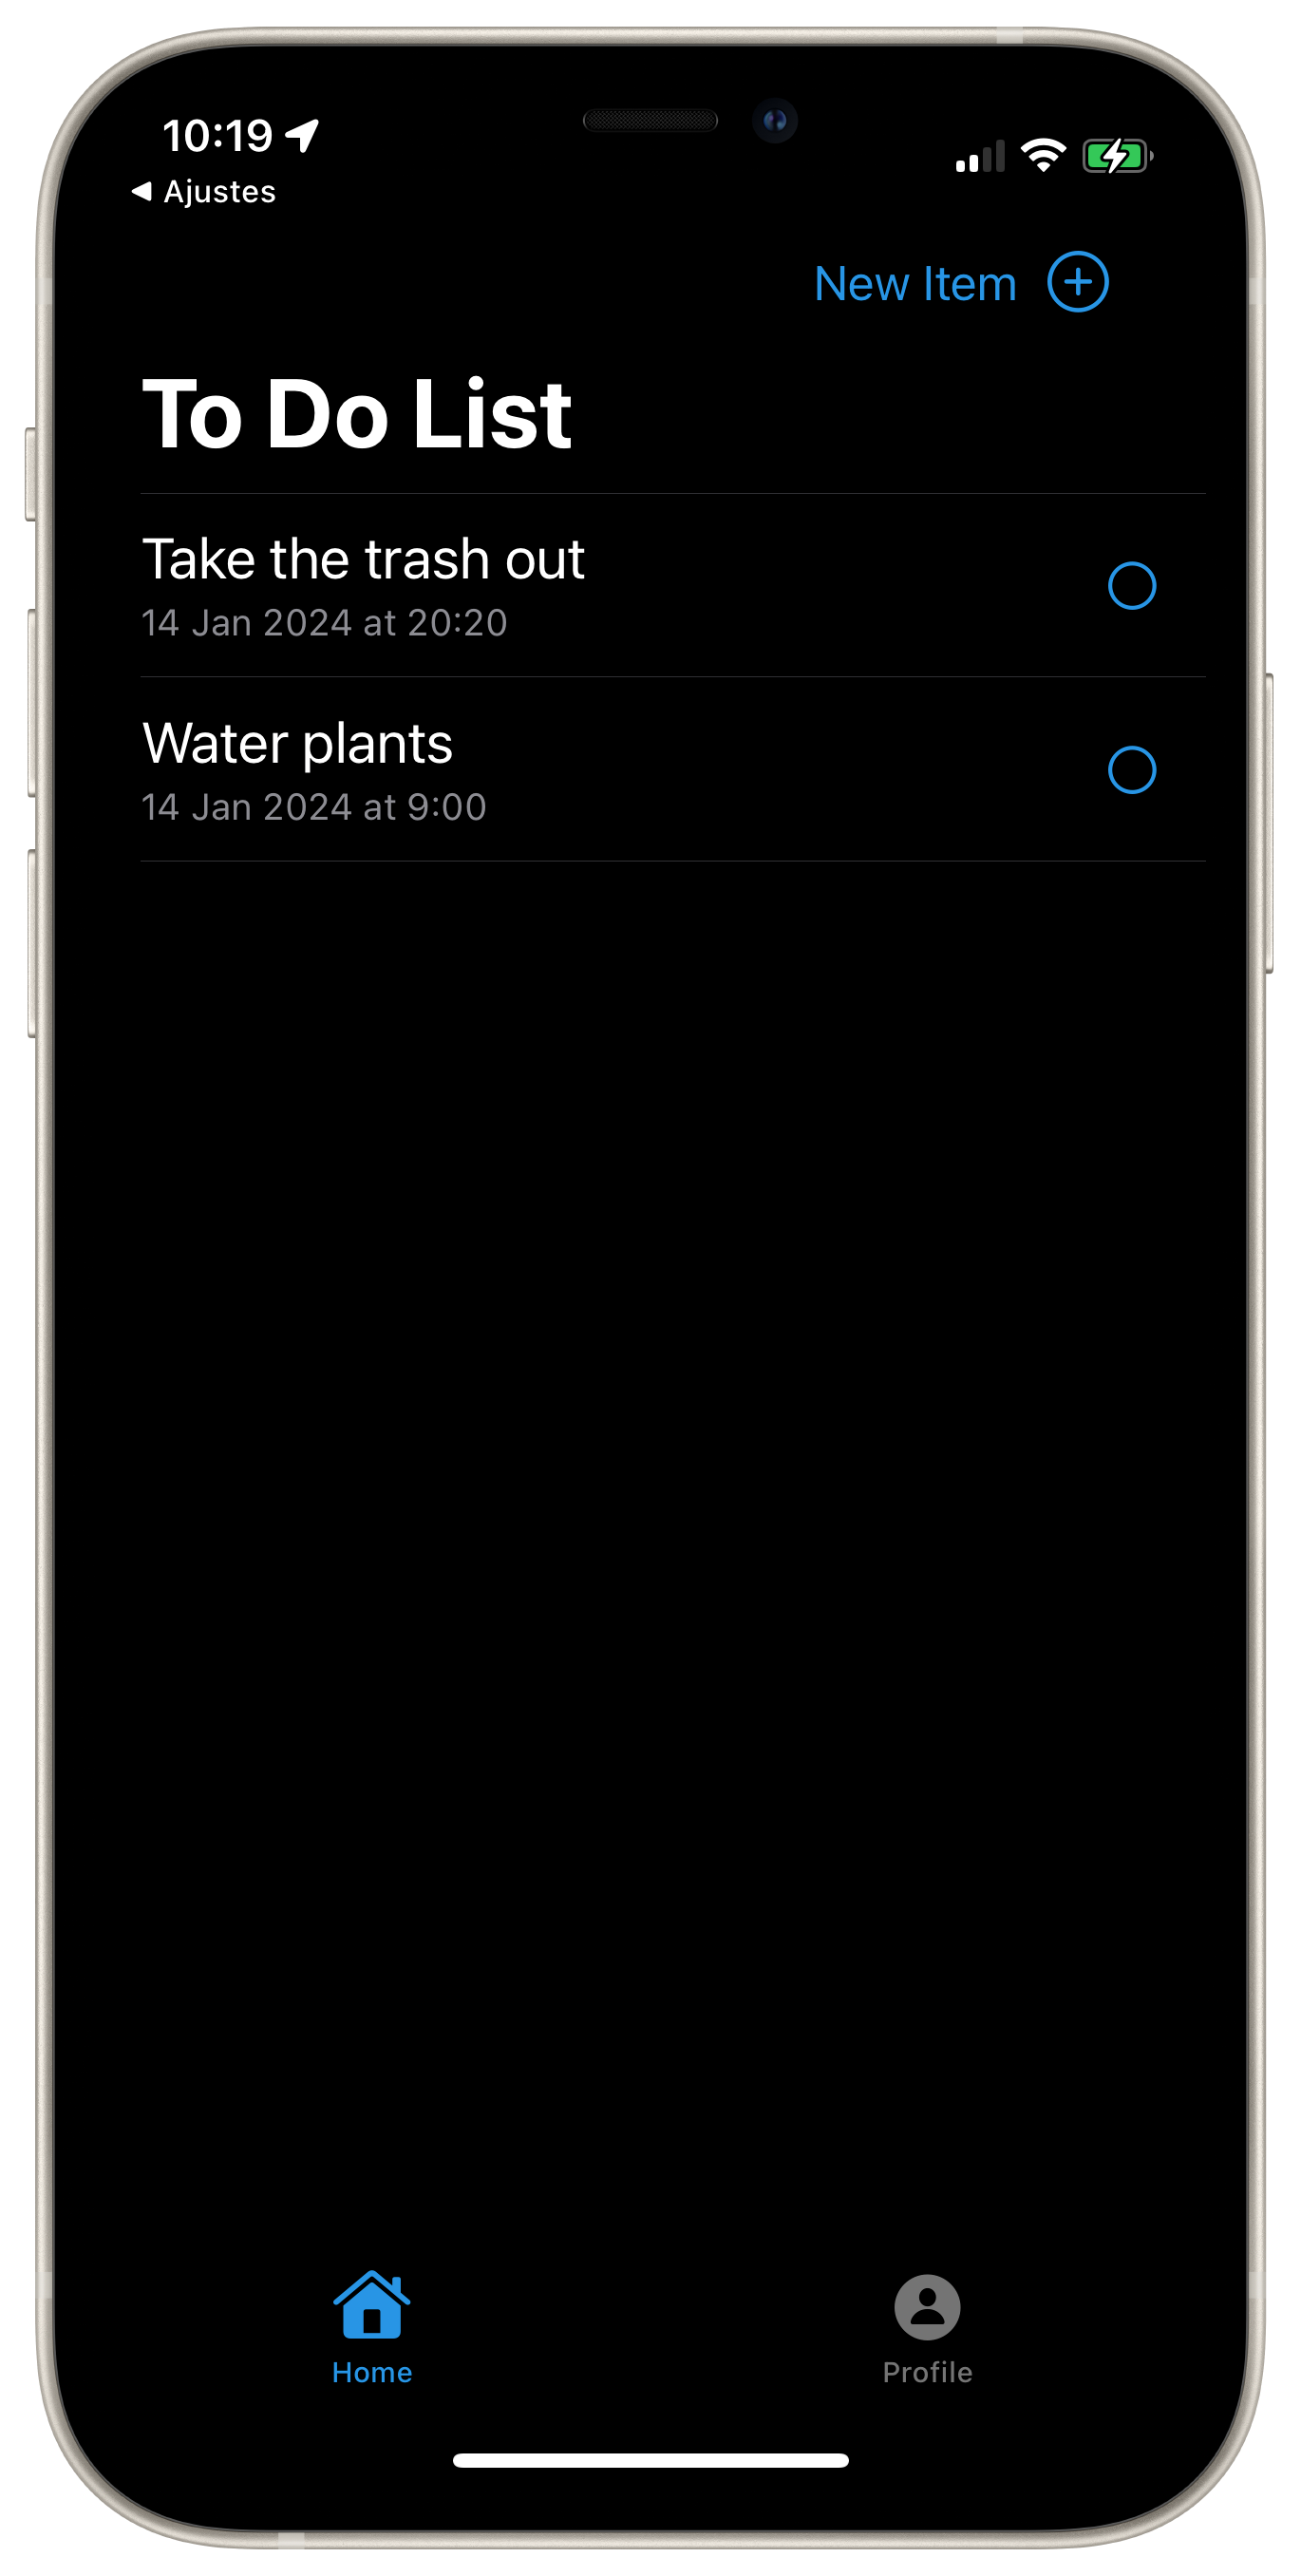 10:19
Ajustes
New Item
To Do List
Take the trash out
14 Jan 2024 at 20:20
Water plants
14 Jan 2024 at 9:00
Home
Profile